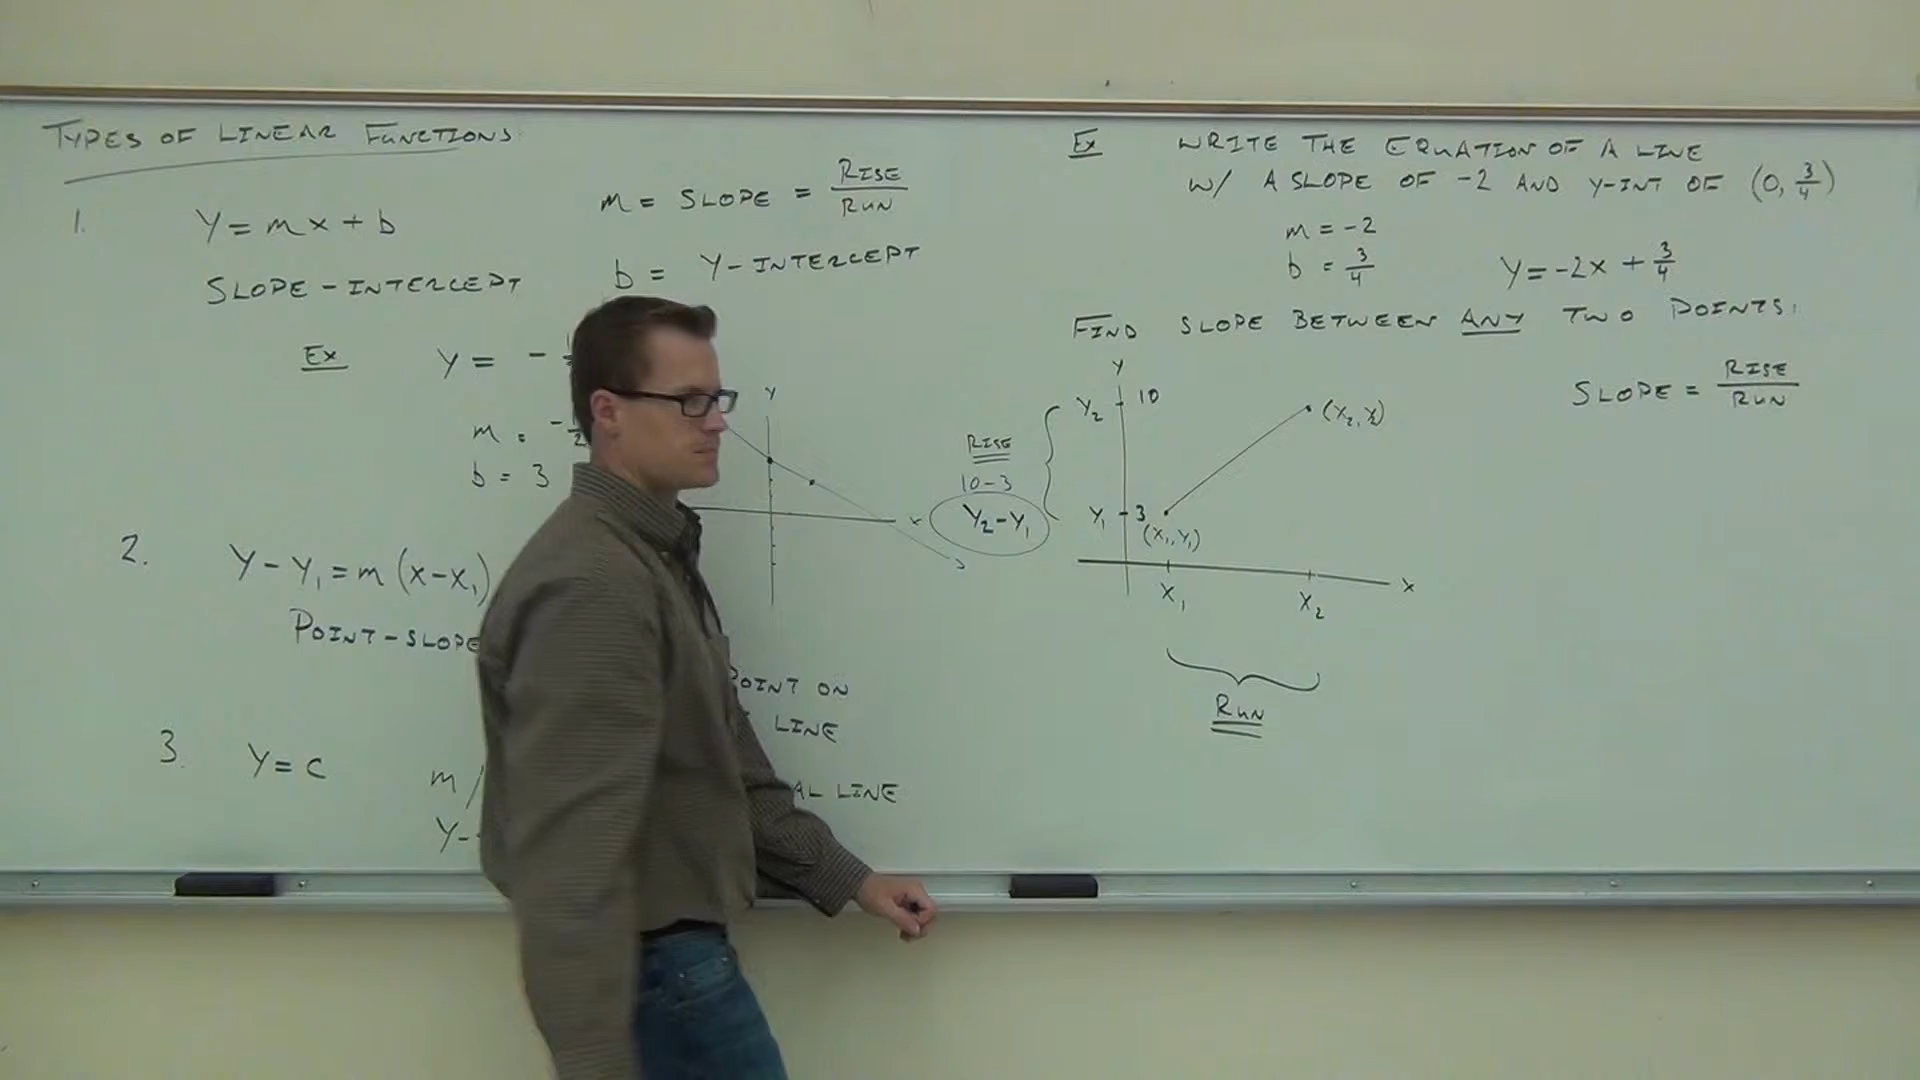 TYPES OF LINEAR FUNCTIONS
1. Y = mx + b
SLOPE - INTERCEPT
m = SLOPE = RISE / RUN
b = Y - INTERCEPT
Ex Y = -
m = - 1/2
b = 3
Y
X
2. Y - Y₁ = m (X - X₁)
POINT - SLOPE
POINT ON
LINE
3. Y = C
m
AL LINE
Y-
Ex WRITE THE EQUATION OF A LINE
W/ A SLOPE OF -2 AND Y-INT OF (0, 3/4)
m = -2
b = 3/4
Y = -2X + 3/4
FIND SLOPE BETWEEN ANY TWO POINTS:
SLOPE = RISE / RUN
Y
Y₂ 10
(X₂, Y₂)
RISE
10 - 3
Y₂ - Y₁
Y₁ 3
(X₁, Y₁)
X
X₁ X₂
RUN